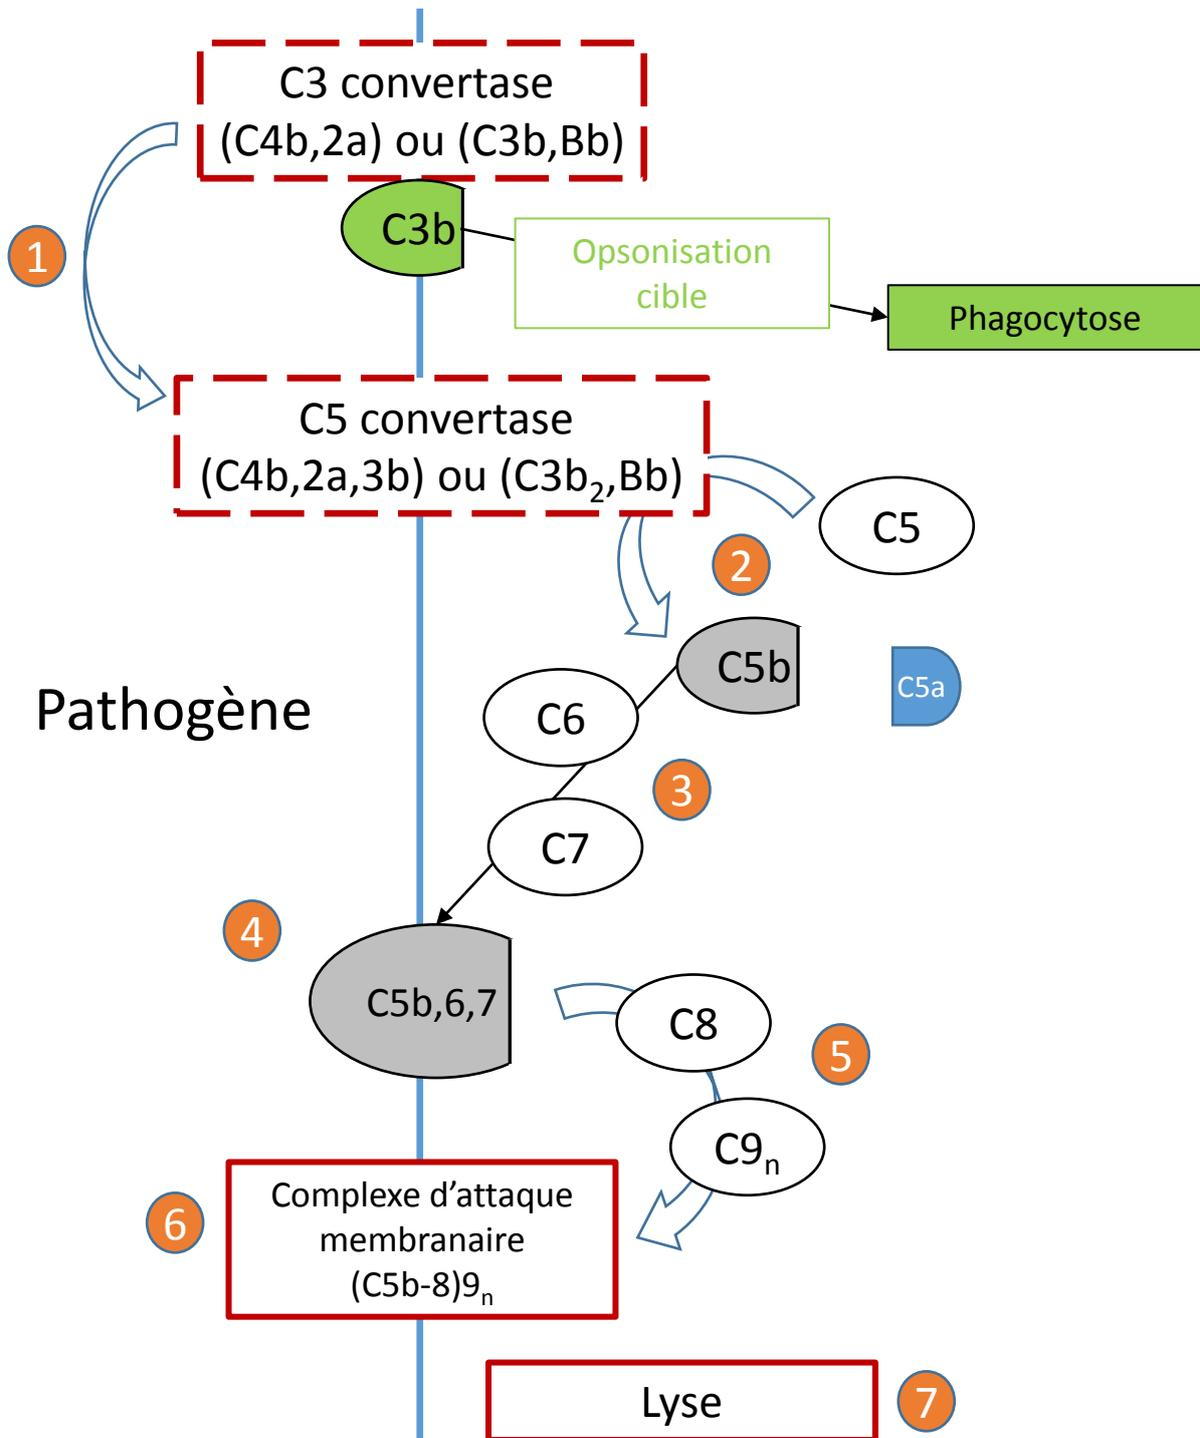 C3 convertase
(C4b,2a) ou (C3b,Bb)
C3b
1
Opsonisation
cible
Phagocytose
C5 convertase
(C4b,2a,3b) ou (C3b₂,Bb)
C5
2
C5b
C5a
Pathogène
C6
3
C7
4
C5b,6,7
C8
5
C9ₙ
6
Complexe d’attaque
membranaire
(C5b-8)9ₙ
Lyse
7